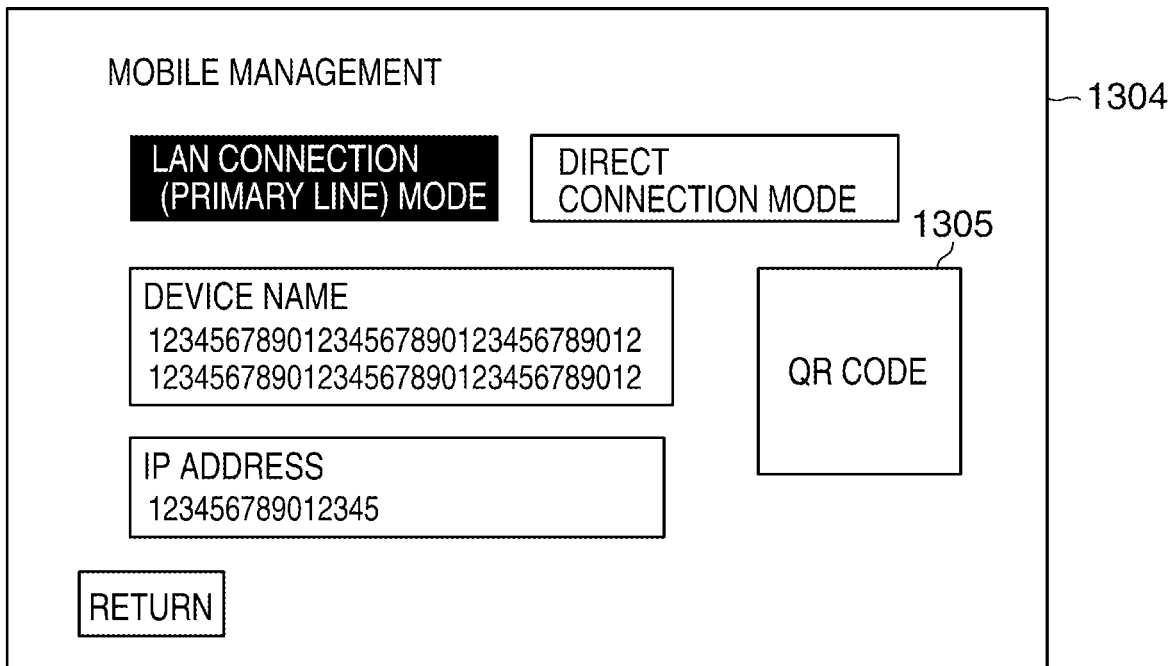 MOBILE MANAGEMENT
1304
LAN CONNECTION
(PRIMARY LINE) MODE
DIRECT
CONNECTION MODE
1305
DEVICE NAME
12345678901234567890123456789012
12345678901234567890123456789012
QR CODE
IP ADDRESS
123456789012345
RETURN